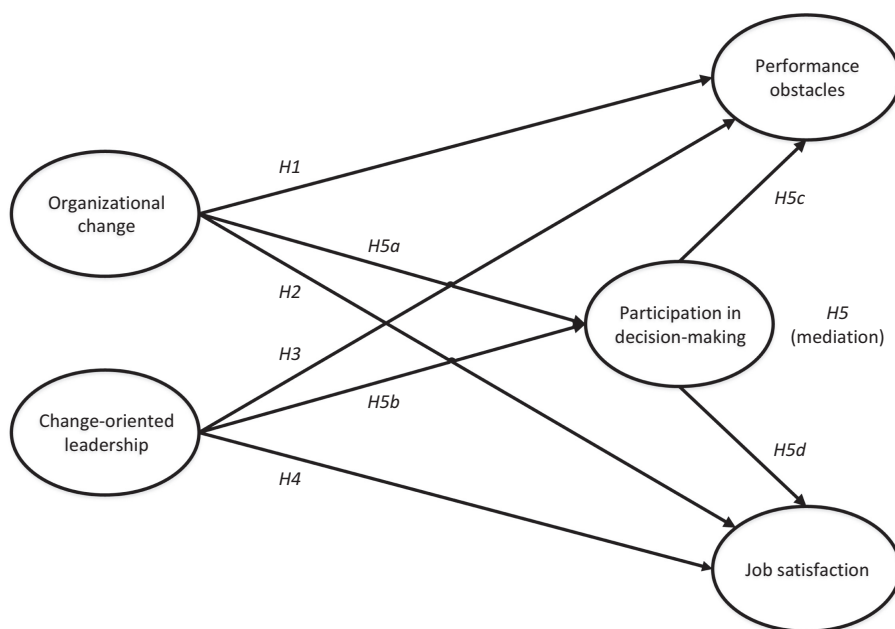 Performance
obstacles
H1
Organizational
change
H5c
H5a
H2
Participation in
decision-making
H5
(mediation)
H3
H5b
Change-oriented
leadership
H5d
H4
Job satisfaction